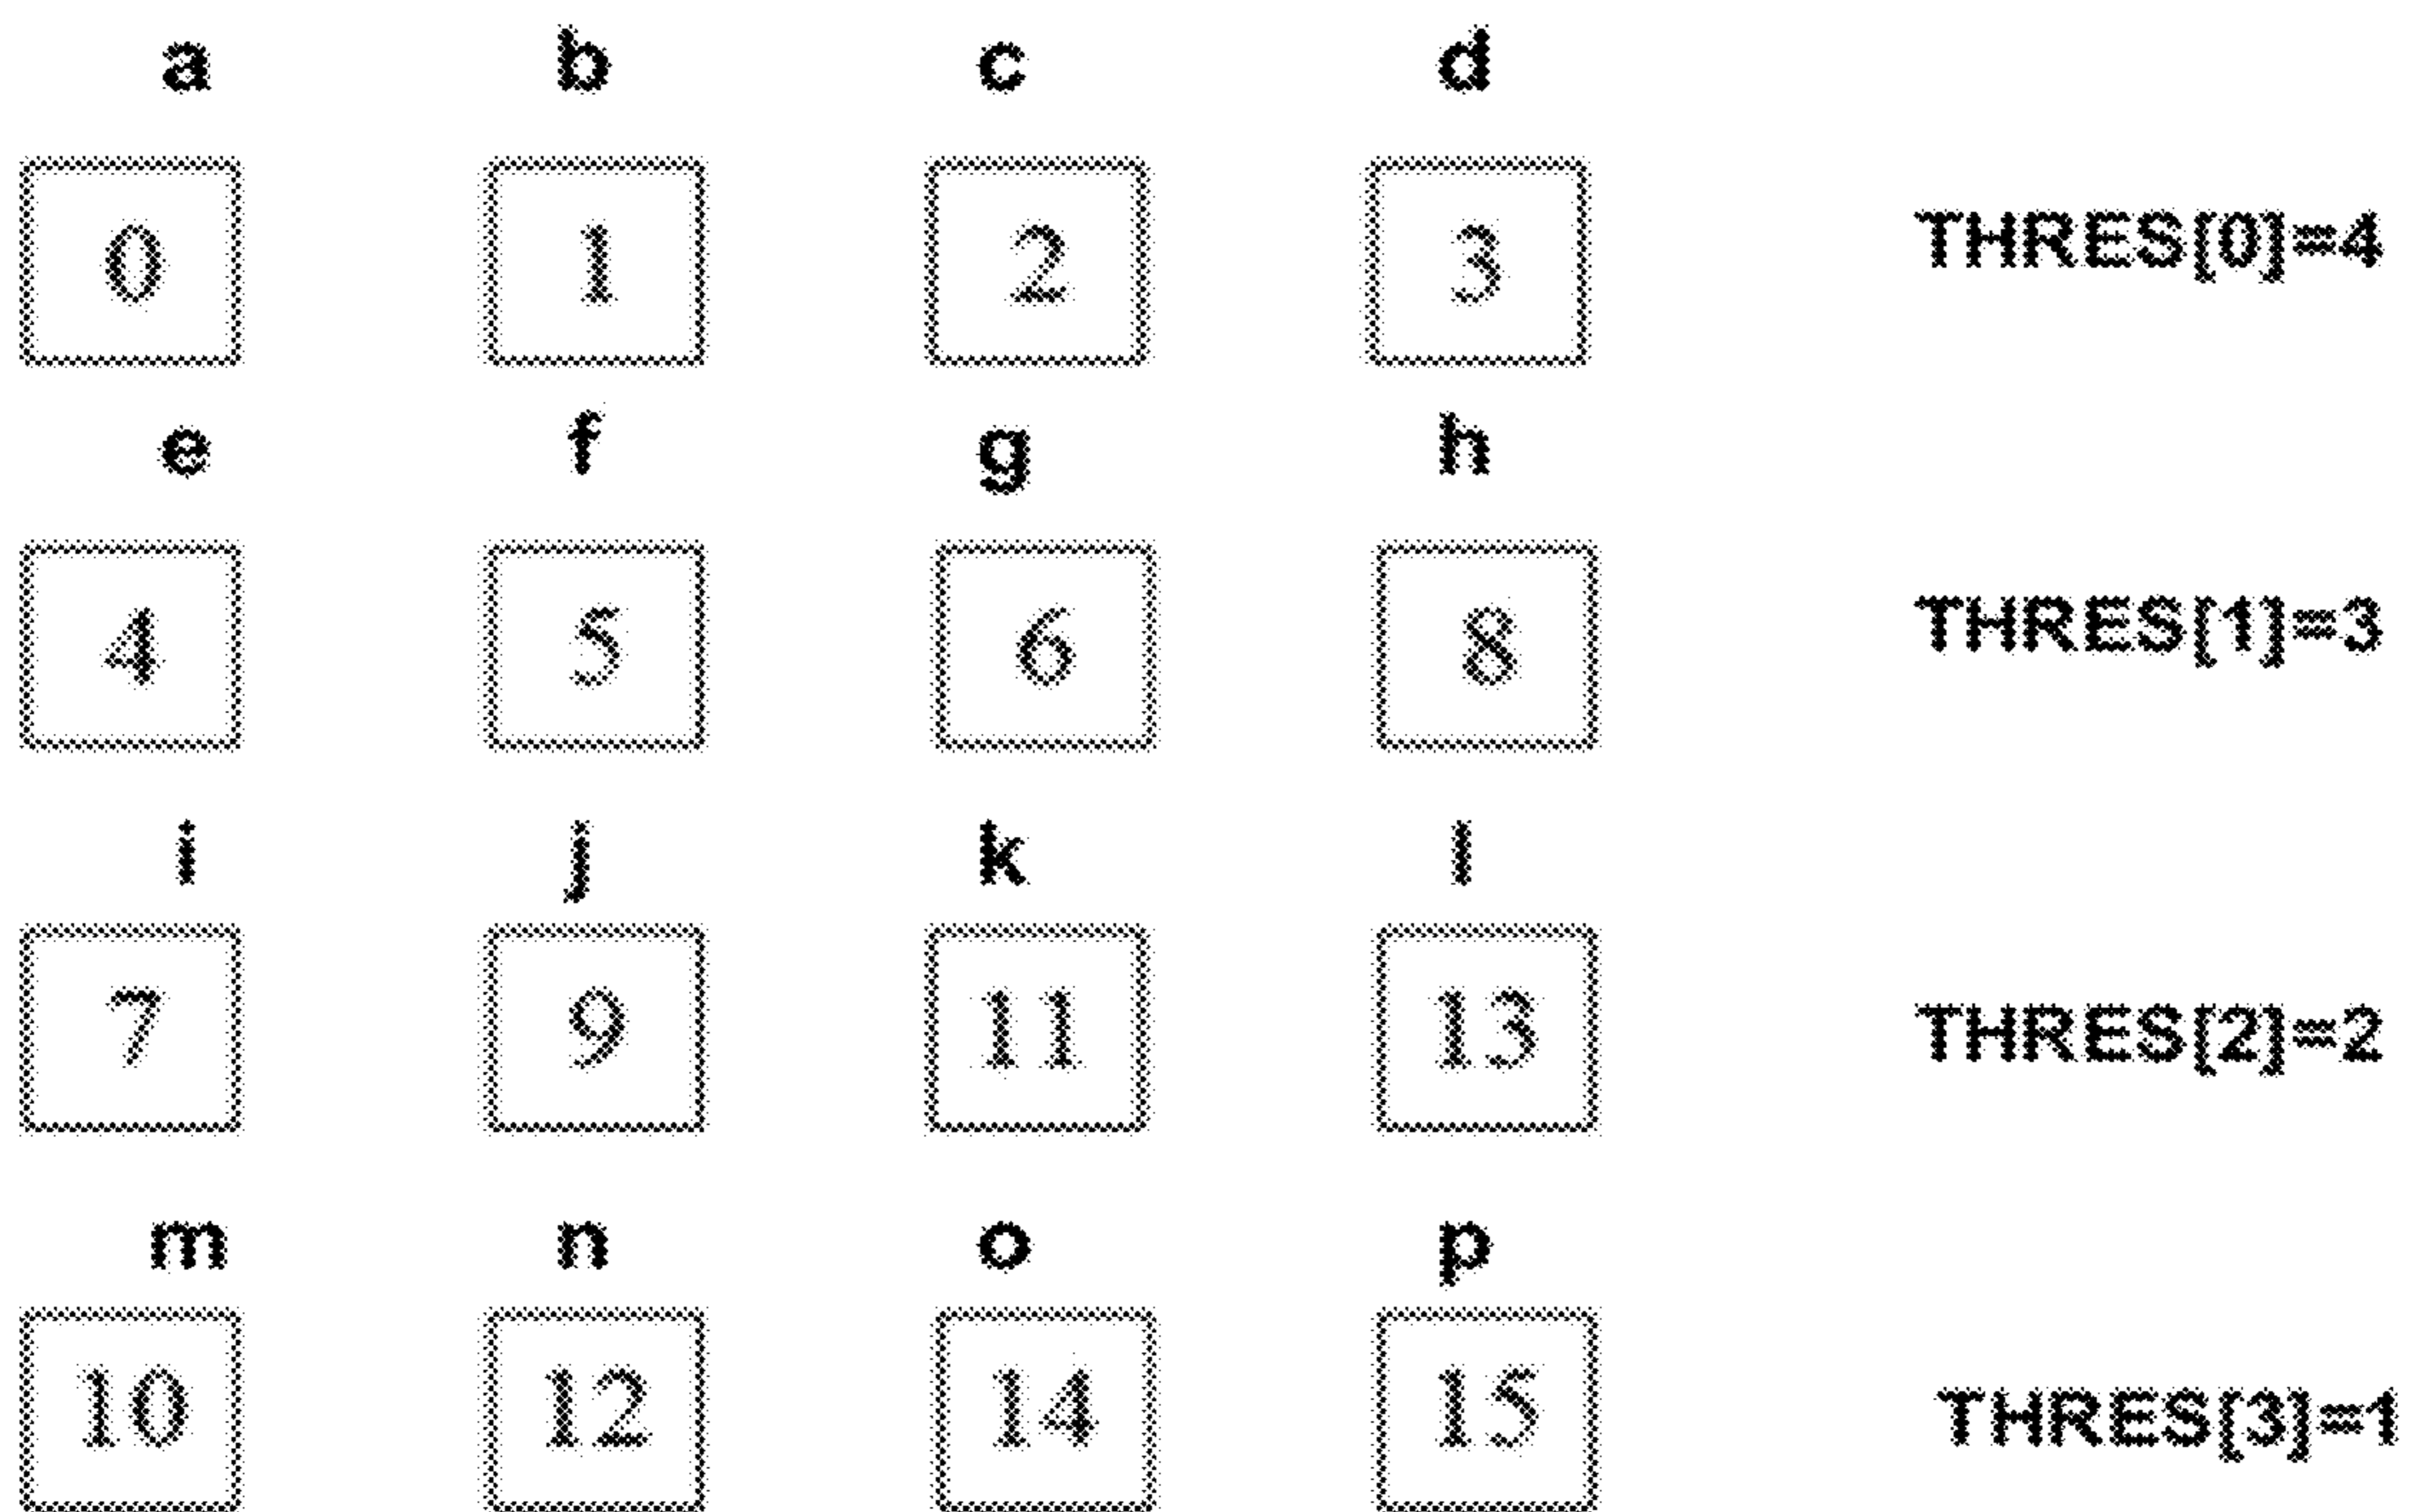 a b c d
0 1 2 3 THRES[0]=4
e f g h
4 5 6 8 THRES[1]=3
i j k l
7 9 11 13 THRES[2]=2
m n o p
10 12 14 15 THRES[3]=1